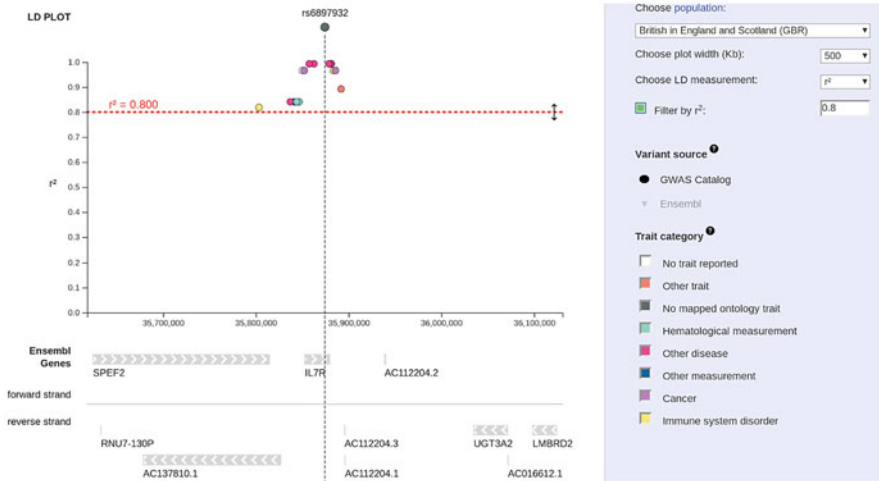 rs6897932
LD PLOT
1.0
0.9
r² = 0.800
0.8
0.7
0.6
r²
0.5
0.4
0.3
0.2
0.1
0.0
35,700,000 35,800,000 35,900,000 36,000,000 36,100,000
Ensembl
Genes
SPEF2 IL7R AC112204.2
forward strand
reverse strand
RNU7-130P AC112204.3 UGT3A2 LMBRD2
AC137810.1 AC112204.1 AC016612.1
Choose population:
British in England and Scotland (GBR)
Choose plot width (Kb): 500
Choose LD measurement: r²
Filter by r²: 0.8
Variant source ?
GWAS Catalog
Ensembl
Trait category ?
No trait reported
Other trait
No mapped ontology trait
Hematological measurement
Other disease
Other measurement
Cancer
Immune system disorder